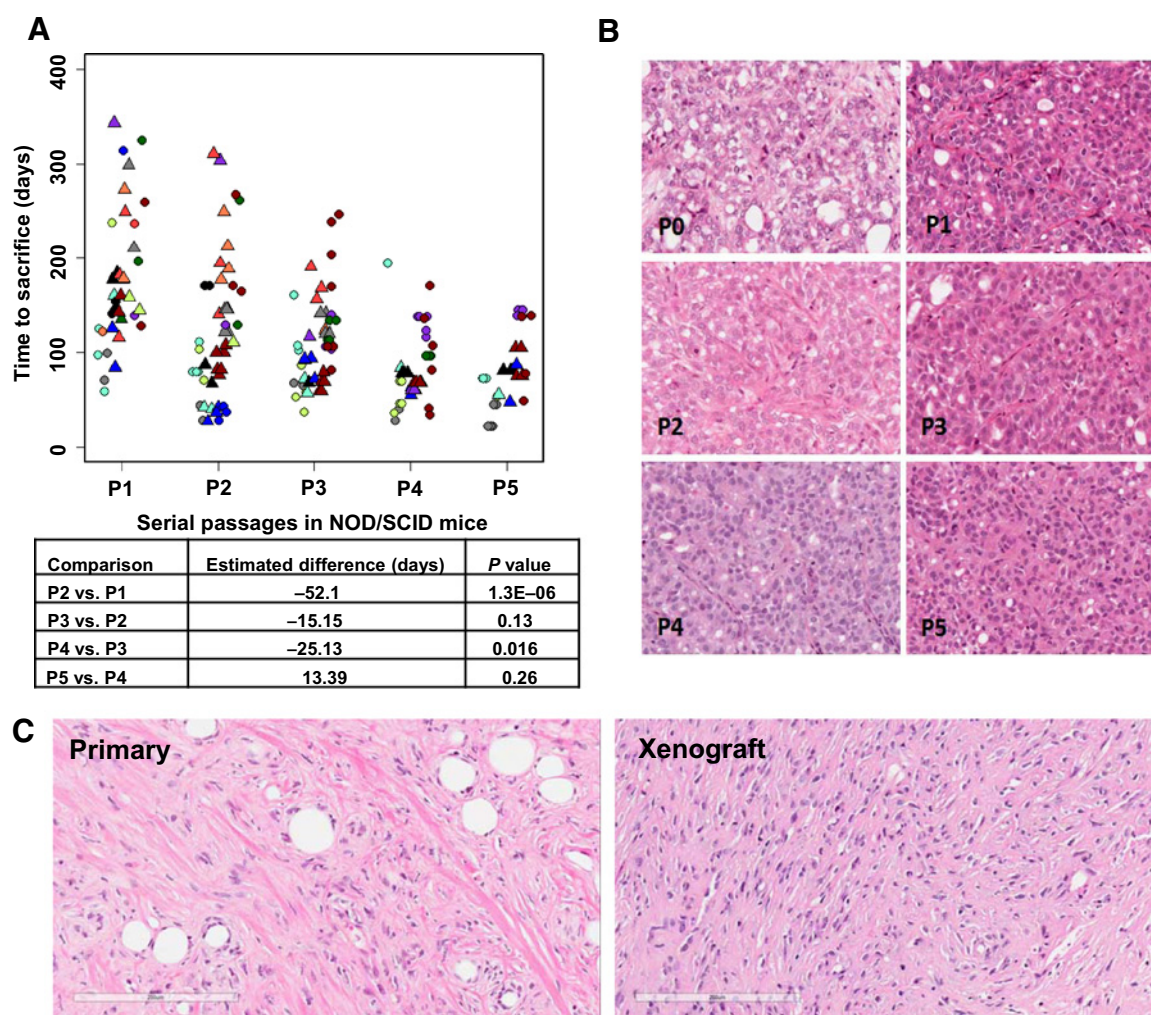 A
B
400
300
200
100
0
Time to sacrifice (days)
P1 P2 P3 P4 P5
Serial passages in NOD/SCID mice
Comparison Estimated difference (days) P value
P2 vs. P1 –52.1 1.3E–06
P3 vs. P2 –15.15 0.13
P4 vs. P3 –25.13 0.016
P5 vs. P4 13.39 0.26
P0 P1
P2 P3
P4 P5
C
Primary Xenograft